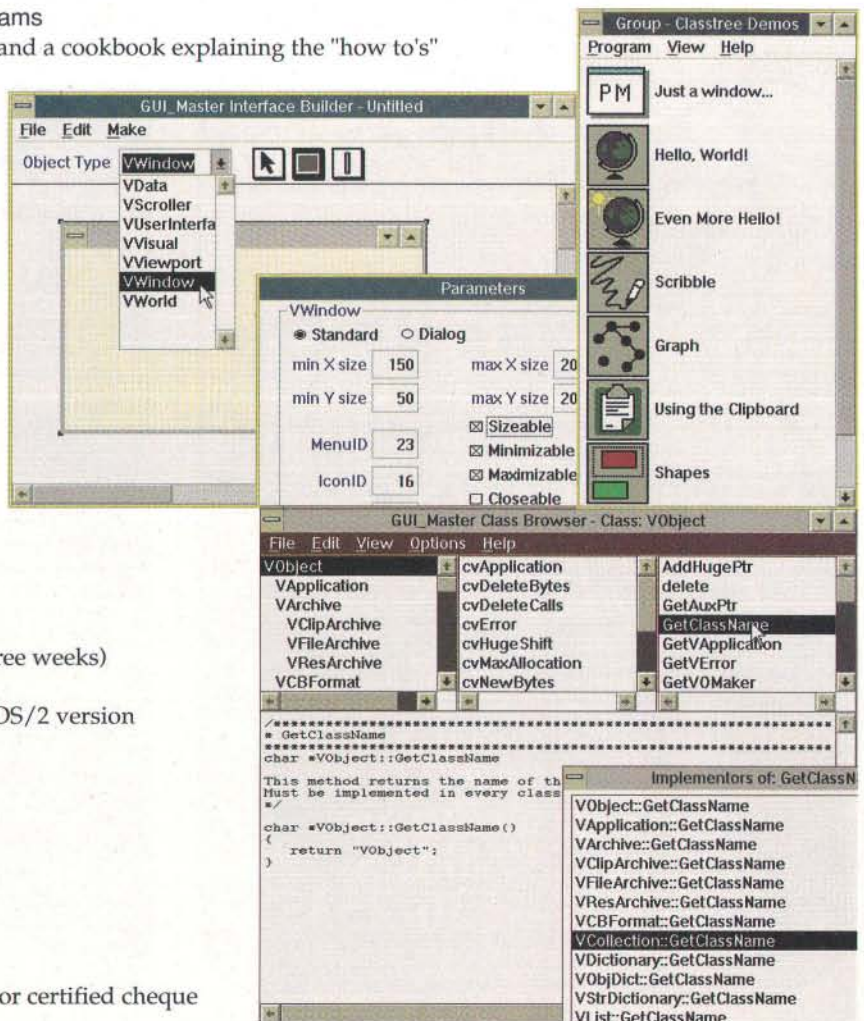 ams
and a cookbook explaining the "how to's"
GUI_Master Interface Builder - Untitled
File Edit Make
Object Type VWindow
VData
VScroller
VUserInterfa
VVisual
VViewport
VWindow
VWorld
Parameters
VWindow
Standard Dialog
min X size 150 max X size 20
min Y size 50 max Y size 20
Sizeable
MenuID 23
Minimizable
IconID 16
Maximizable
Closeable
Group - Classtree Demos
Program View Help
PM Just a window...
Hello, World!
Even More Hello!
Scribble
Graph
Using the Clipboard
Shapes
ree weeks)
OS/2 version
or certified cheque
GUI_Master Class Browser - Class: VObject
File Edit View Options Help
VObject
VApplication
VArchive
VClipArchive
VFileArchive
VResArchive
VCBFormat
cvApplication
cvDeleteBytes
cvDeleteCalls
cvError
cvHugeShift
cvMaxAllocation
cvNewBytes
AddHugePtr
delete
GetAuxPtr
GetClassName
GetVApplication
GetVError
GetVOMaker
/*******************************************************************
* GetClassName
********************************************************************
char *VObject::GetClassName
This method returns the name of th
Must be implemented in every class
*/
char *VObject::GetClassName()
{
return "VObject";
}
Implementors of: GetClassN
VObject::GetClassName
VApplication::GetClassName
VArchive::GetClassName
VClipArchive::GetClassName
VFileArchive::GetClassName
VResArchive::GetClassName
VCBFormat::GetClassName
VCollection::GetClassName
VDictionary::GetClassName
VObjDict::GetClassName
VStrDictionary::GetClassName
VList::GetClassName